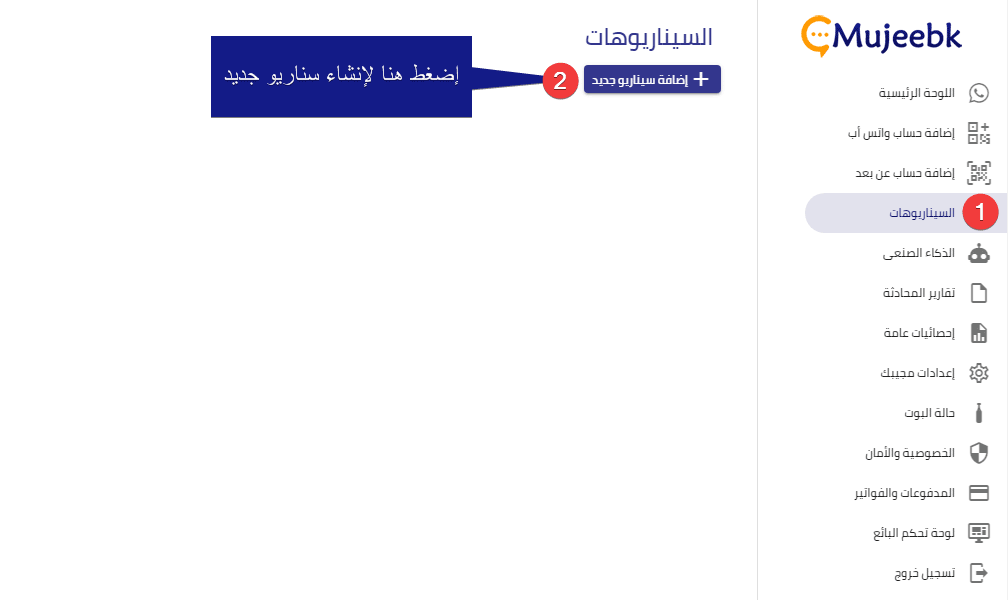 Mujeebk
اللوحة الرئيسية
إضافة حساب واتس أب
إضافة حساب عن بعد
1
السيناريوهات
الذكاء الصنعى
تقارير المحادثة
إحصائيات عامة
إعدادات مجيبك
حالة البوت
الخصوصية والأمان
المدفوعات والفواتير
لوحة تحكم البائع
تسجيل خروج
السيناريوهات
إضافة سيناريو جديد
2
إضغط هنا لإنشاء سناريو جديد